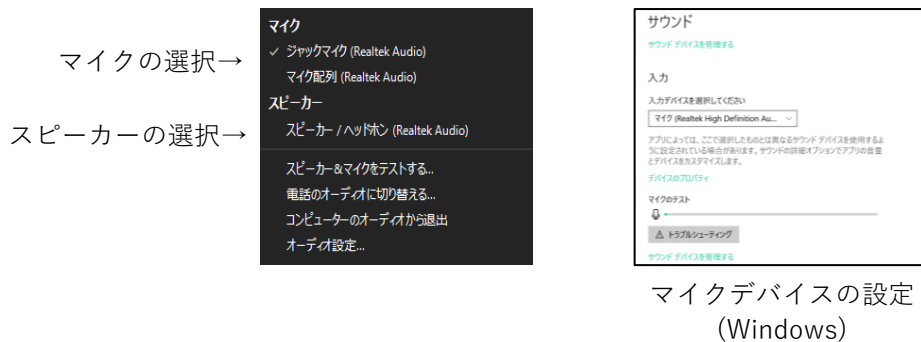 マイクの選択→
スピーカーの選択→
マイク
✓ ジャックマイク (Realtek Audio)
マイク配列 (Realtek Audio)
スピーカー
スピーカー / ヘッドホン (Realtek Audio)
スピーカー&マイクをテストする...
電話のオーディオに切り替える...
コンピューターのオーディオから退出
オーディオ設定...
サウンド
サウンド デバイスを管理する
入力
入力デバイスを選択してください
マイク (Realtek High Definition Au...
アプリによっては、ここで選択したものとは異なるサウンド デバイスを使用するよ
うに設定されている場合があります。サウンドの詳細オプションでアプリの音量
とデバイスをカスタマイズします。
デバイスのプロパティ
マイクのテスト
トラブルシューティング
サウンド デバイスを管理する
マイクデバイスの設定
(Windows)